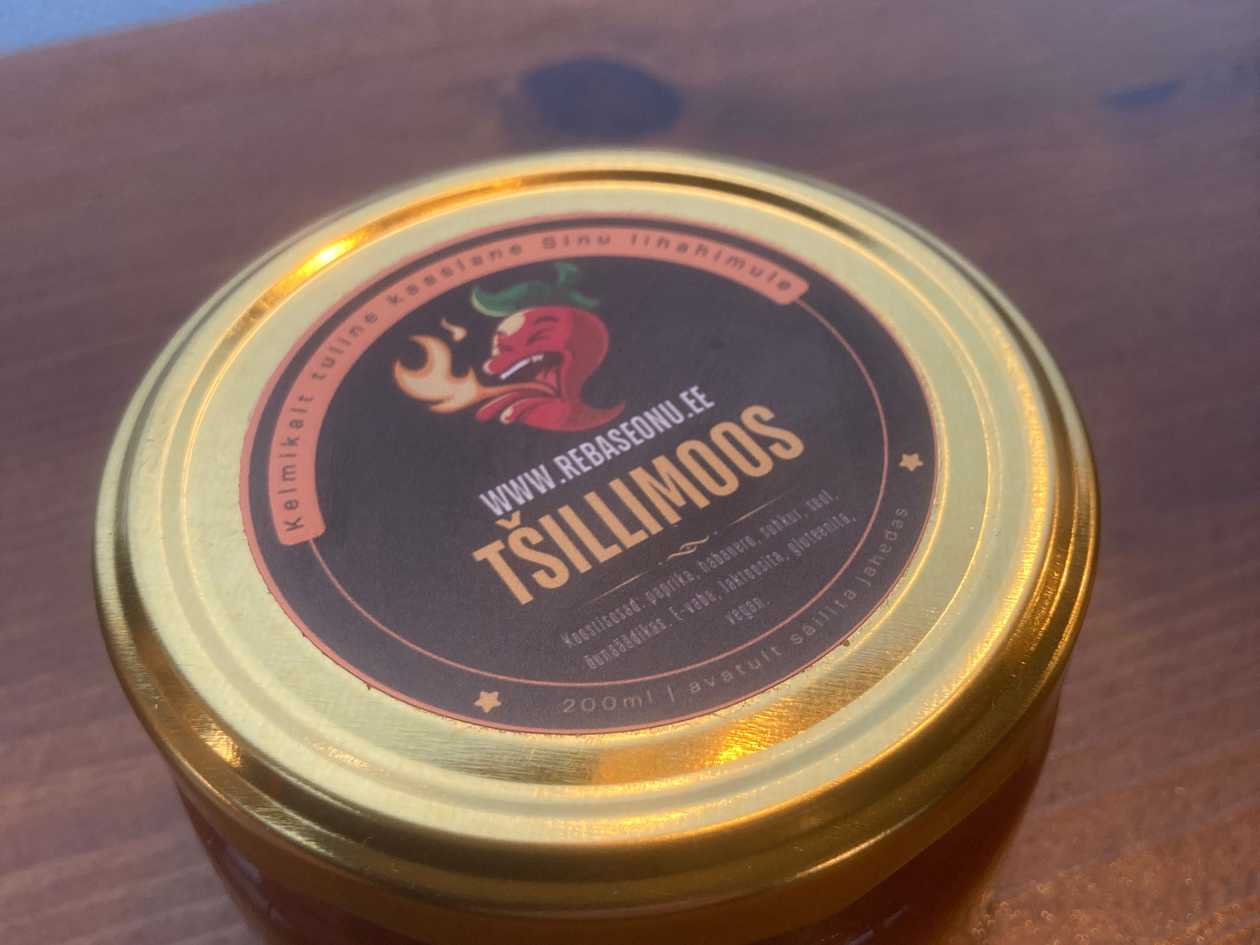 Kelmikalt tuline kaaslane Sinu lihahimule
WWW.REBASEONU.EE
TŠILLIMOOS
Koostisosad: paprika, habanero, suhkur, sool,
õunaäädikas. E-vaba, laktoosita, gluteenita,
vegan.
200ml | avatult säilita jahedas